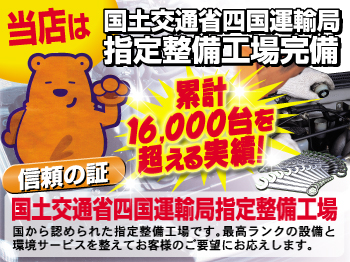 当店は
国土交通省四国運輸局
指定整備工場完備
累計
16,000台を
超える実績!
信頼の証
国土交通省四国運輸局指定整備工場
国から認められた指定整備工場です。最高ランクの設備と
環境サービスを整えてお客様のご要望にお応えします。